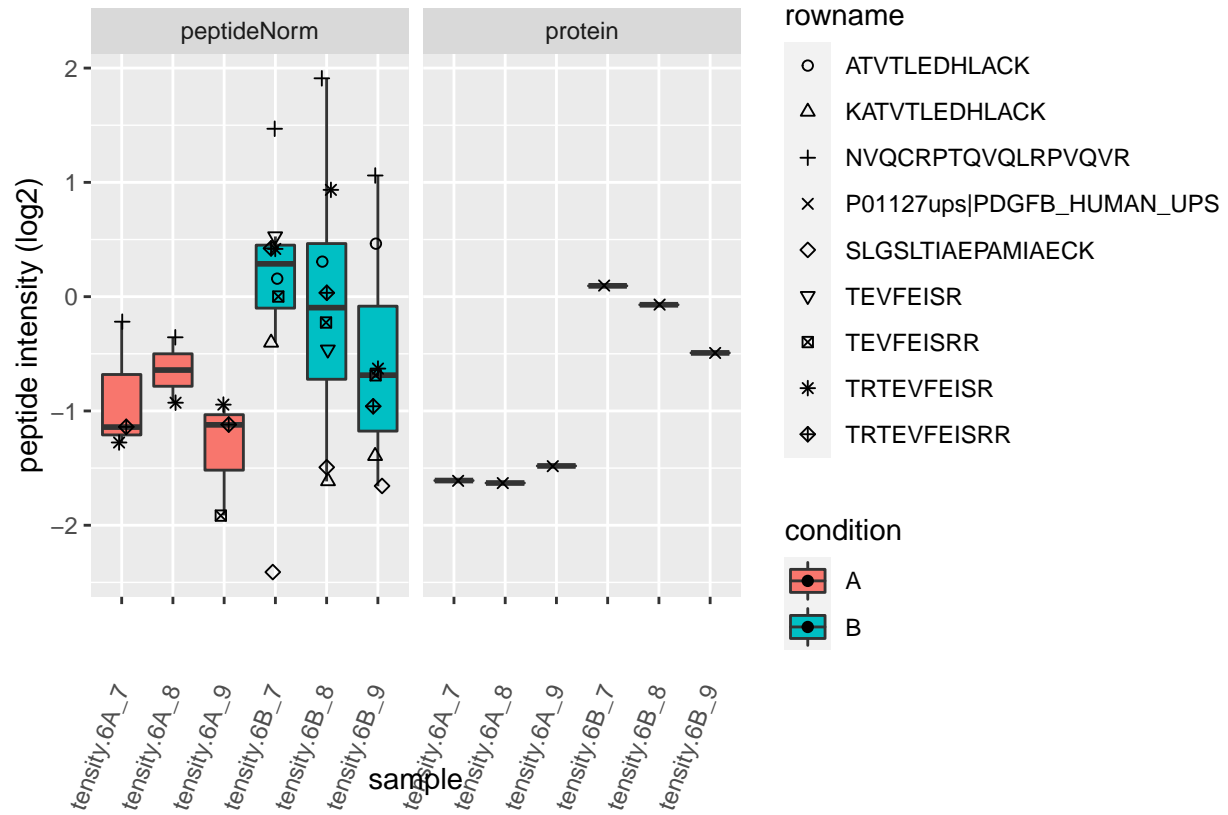 peptideNorm
protein
peptide intensity (log2)
2
1
0
−1
−2
tensity.6A_7
tensity.6A_8
tensity.6A_9
tensity.6B_7
tensity.6B_8
tensity.6B_9
tensity.6A_7
tensity.6A_8
tensity.6A_9
tensity.6B_7
tensity.6B_8
tensity.6B_9
sample
rowname
ATVTLEDHLACK
KATVTLEDHLACK
NVQCRPTQVQLRPVQVR
P01127ups|PDGFB_HUMAN_UPS
SLGSLTIAEPAMIAECK
TEVFEISR
TEVFEISRR
TRTEVFEISR
TRTEVFEISRR
condition
A
B